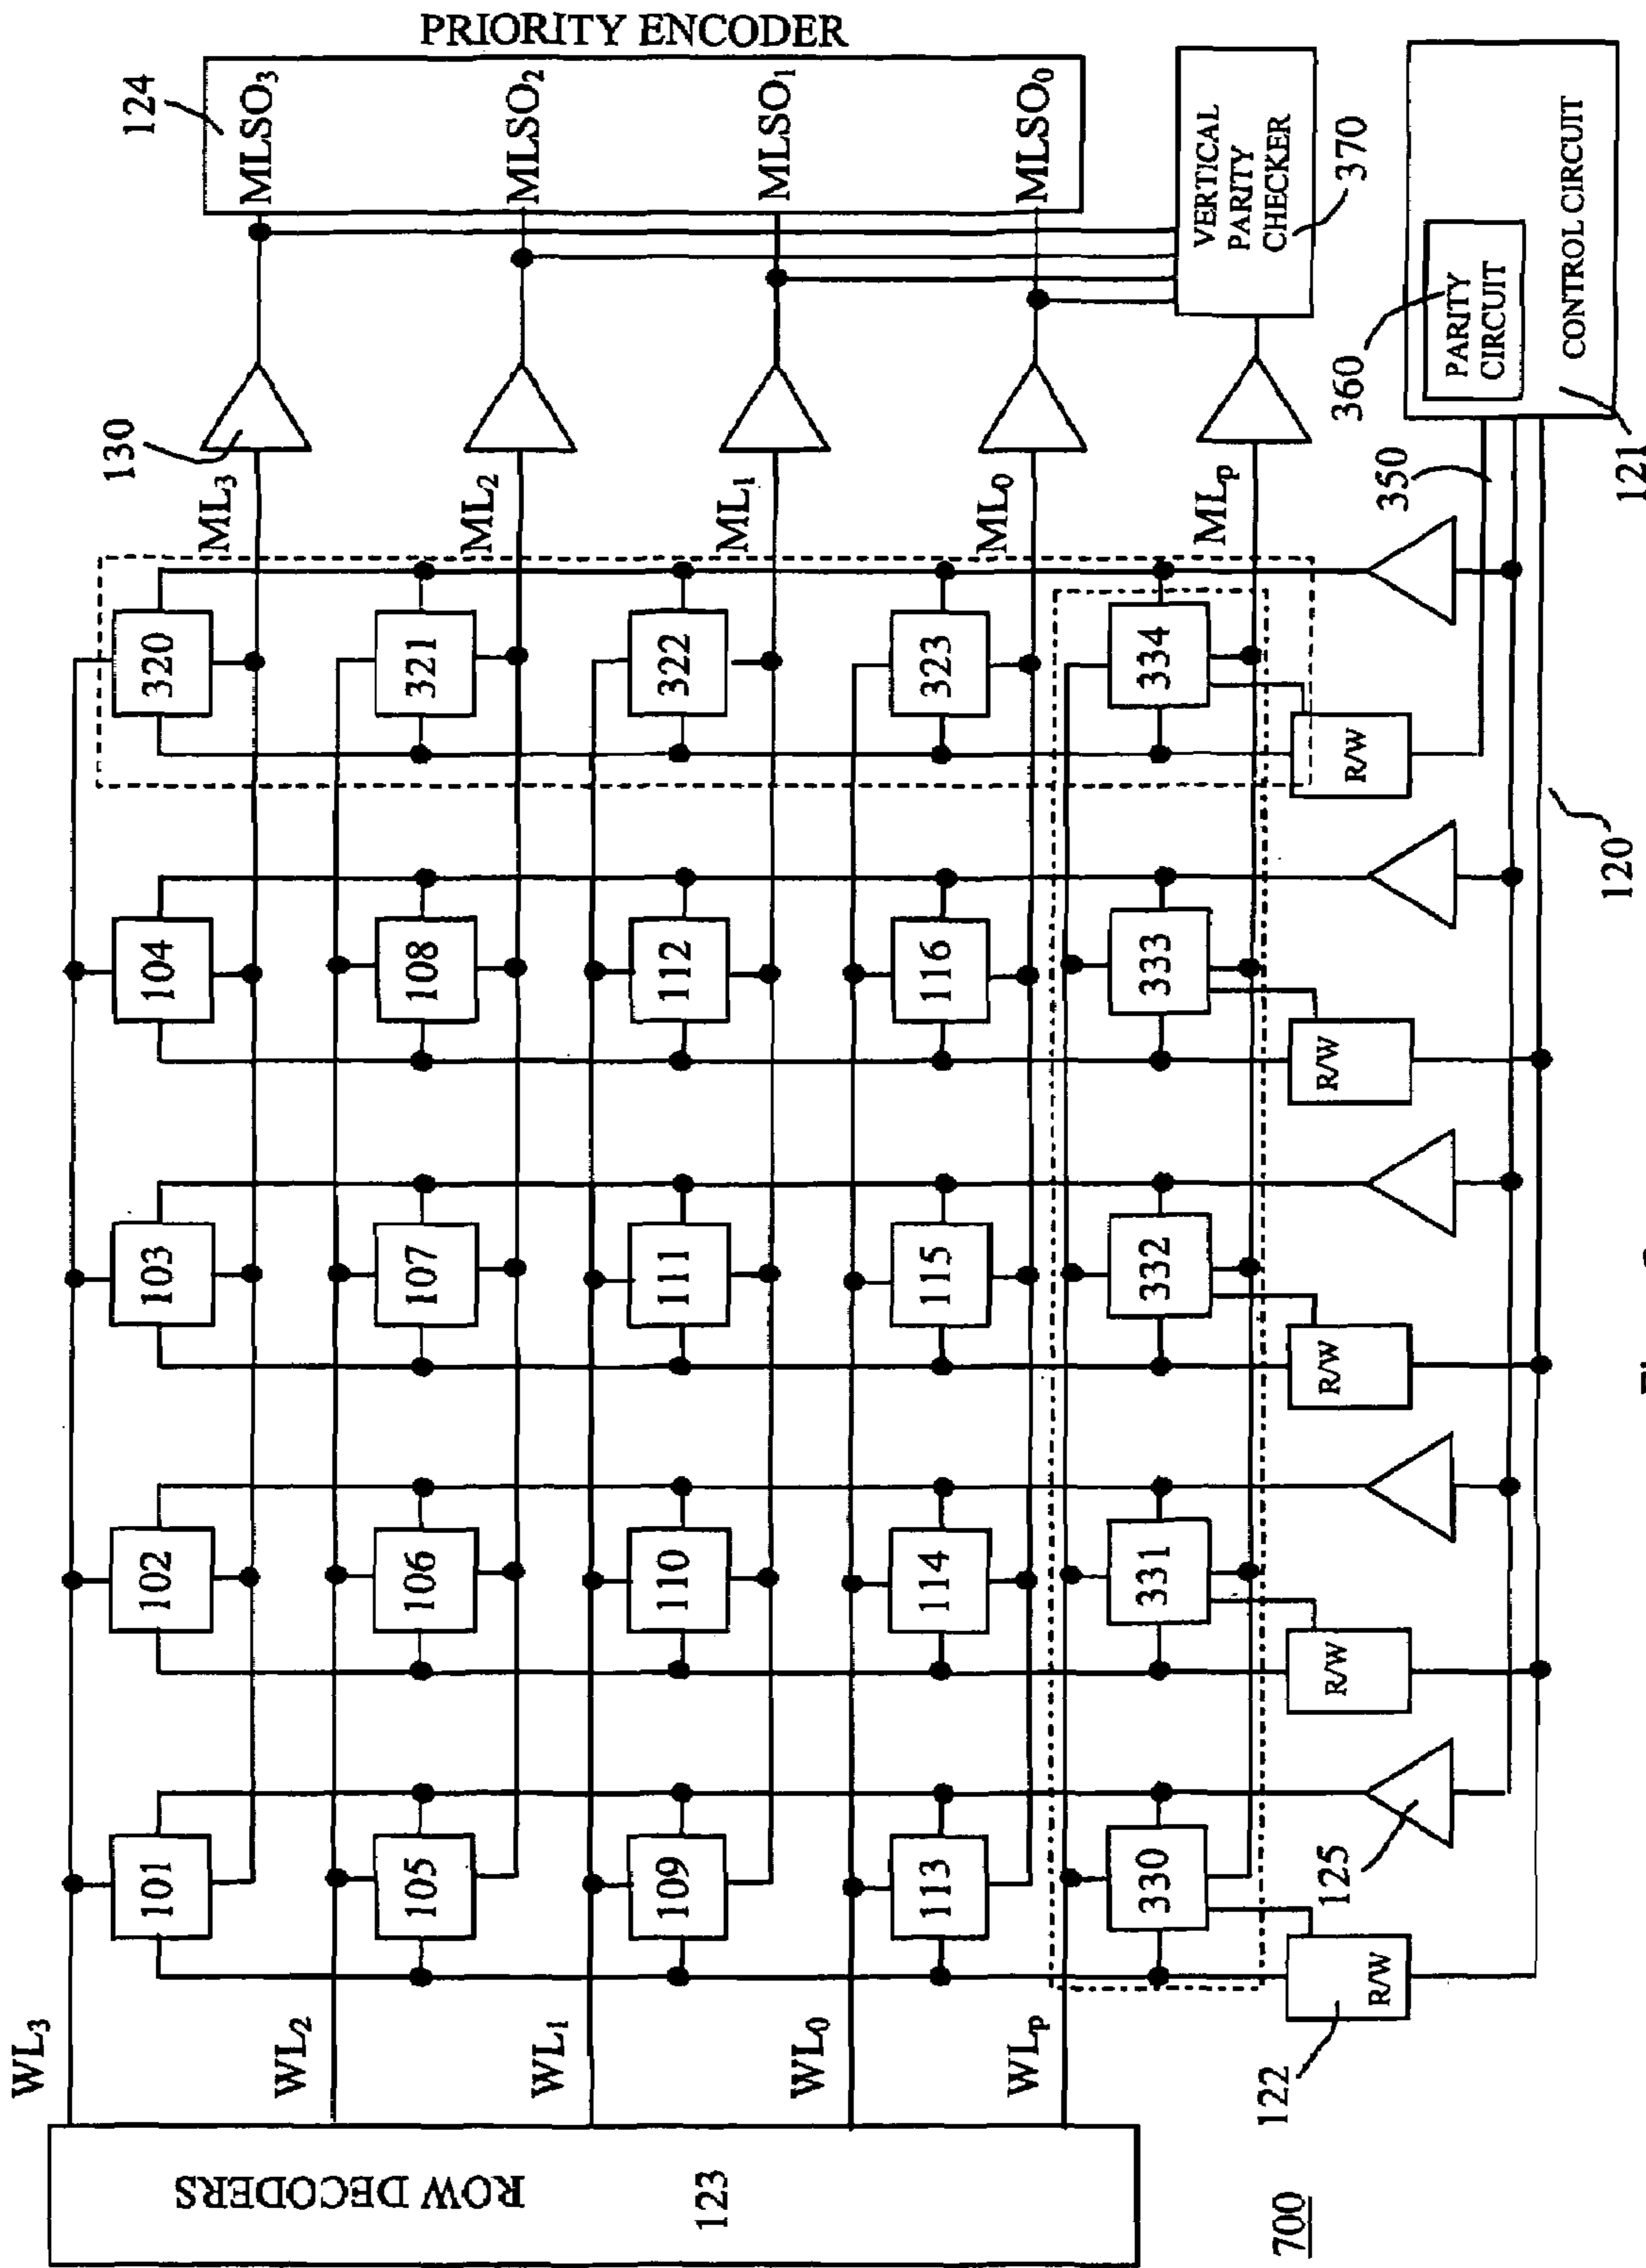 PRIORITY ENCODER
124
MLSO3
MLSO2
MLSO1
MLSO0
VERTICAL
PARITY
CHECKER
370
130
ML3
ML2
ML1
ML0
MLp
360
PARITY
CIRCUIT
CONTROL CIRCUIT
350
121
120
320
321
322
323
334
R/W
104
108
112
116
333
R/W
103
107
111
115
332
R/W
102
106
110
114
331
R/W
101
105
109
113
330
125
R/W
122
WL3
WL2
WL1
WL0
WLp
ROW DECODERS
123
700